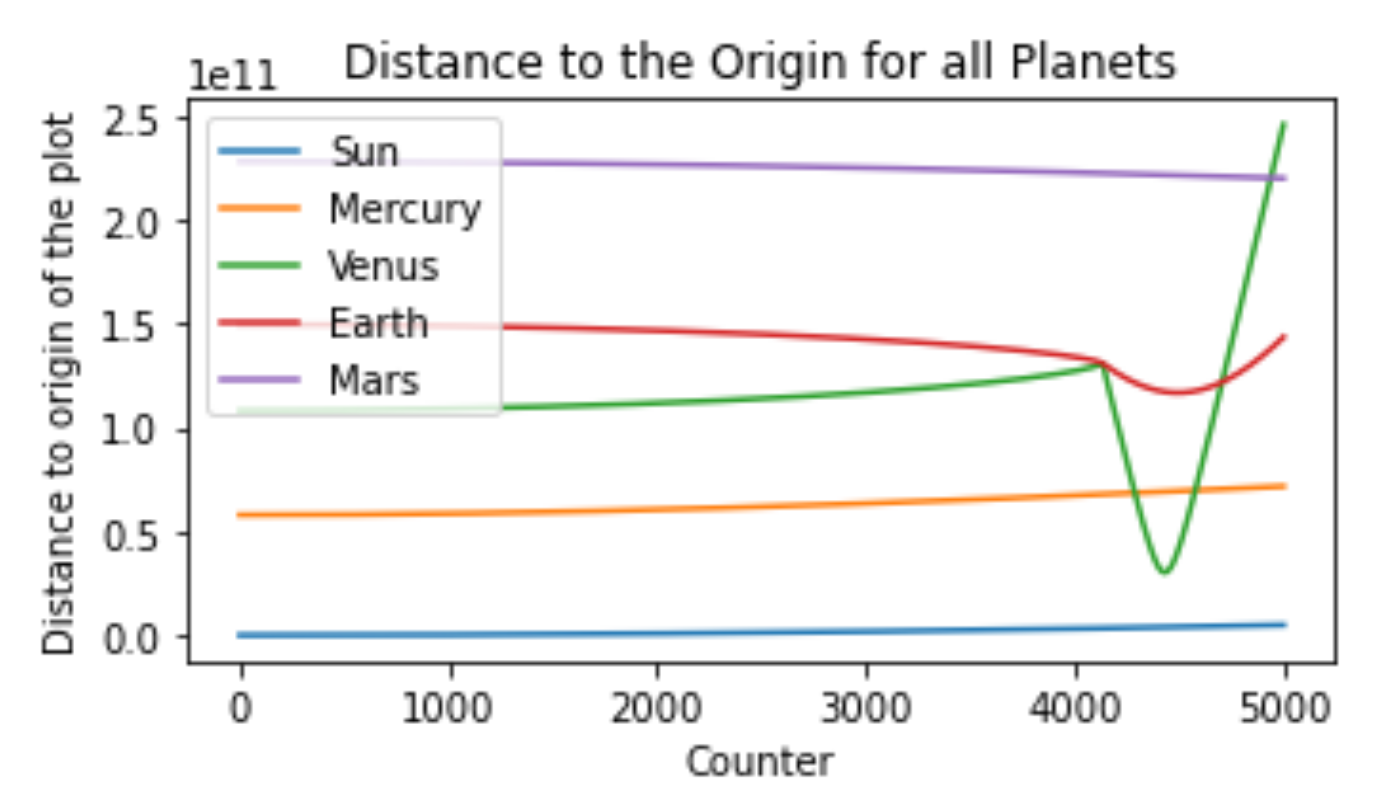 Distance to the Origin for all Planets
1e11
Distance to origin of the plot
2.5
2.0
1.5
1.0
0.5
0.0
Sun
Mercury
Venus
Earth
Mars
0 1000 2000 3000 4000 5000
Counter